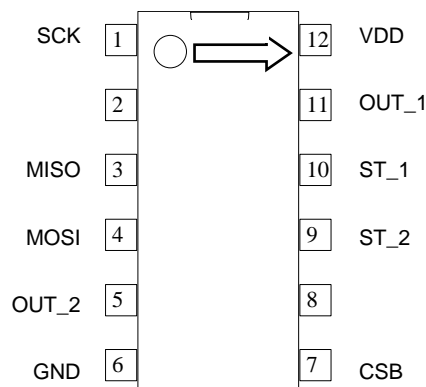 SCK 1 12 VDD
2 11 OUT_1
MISO 3 10 ST_1
MOSI 4 9 ST_2
OUT_2 5 8
GND 6 7 CSB